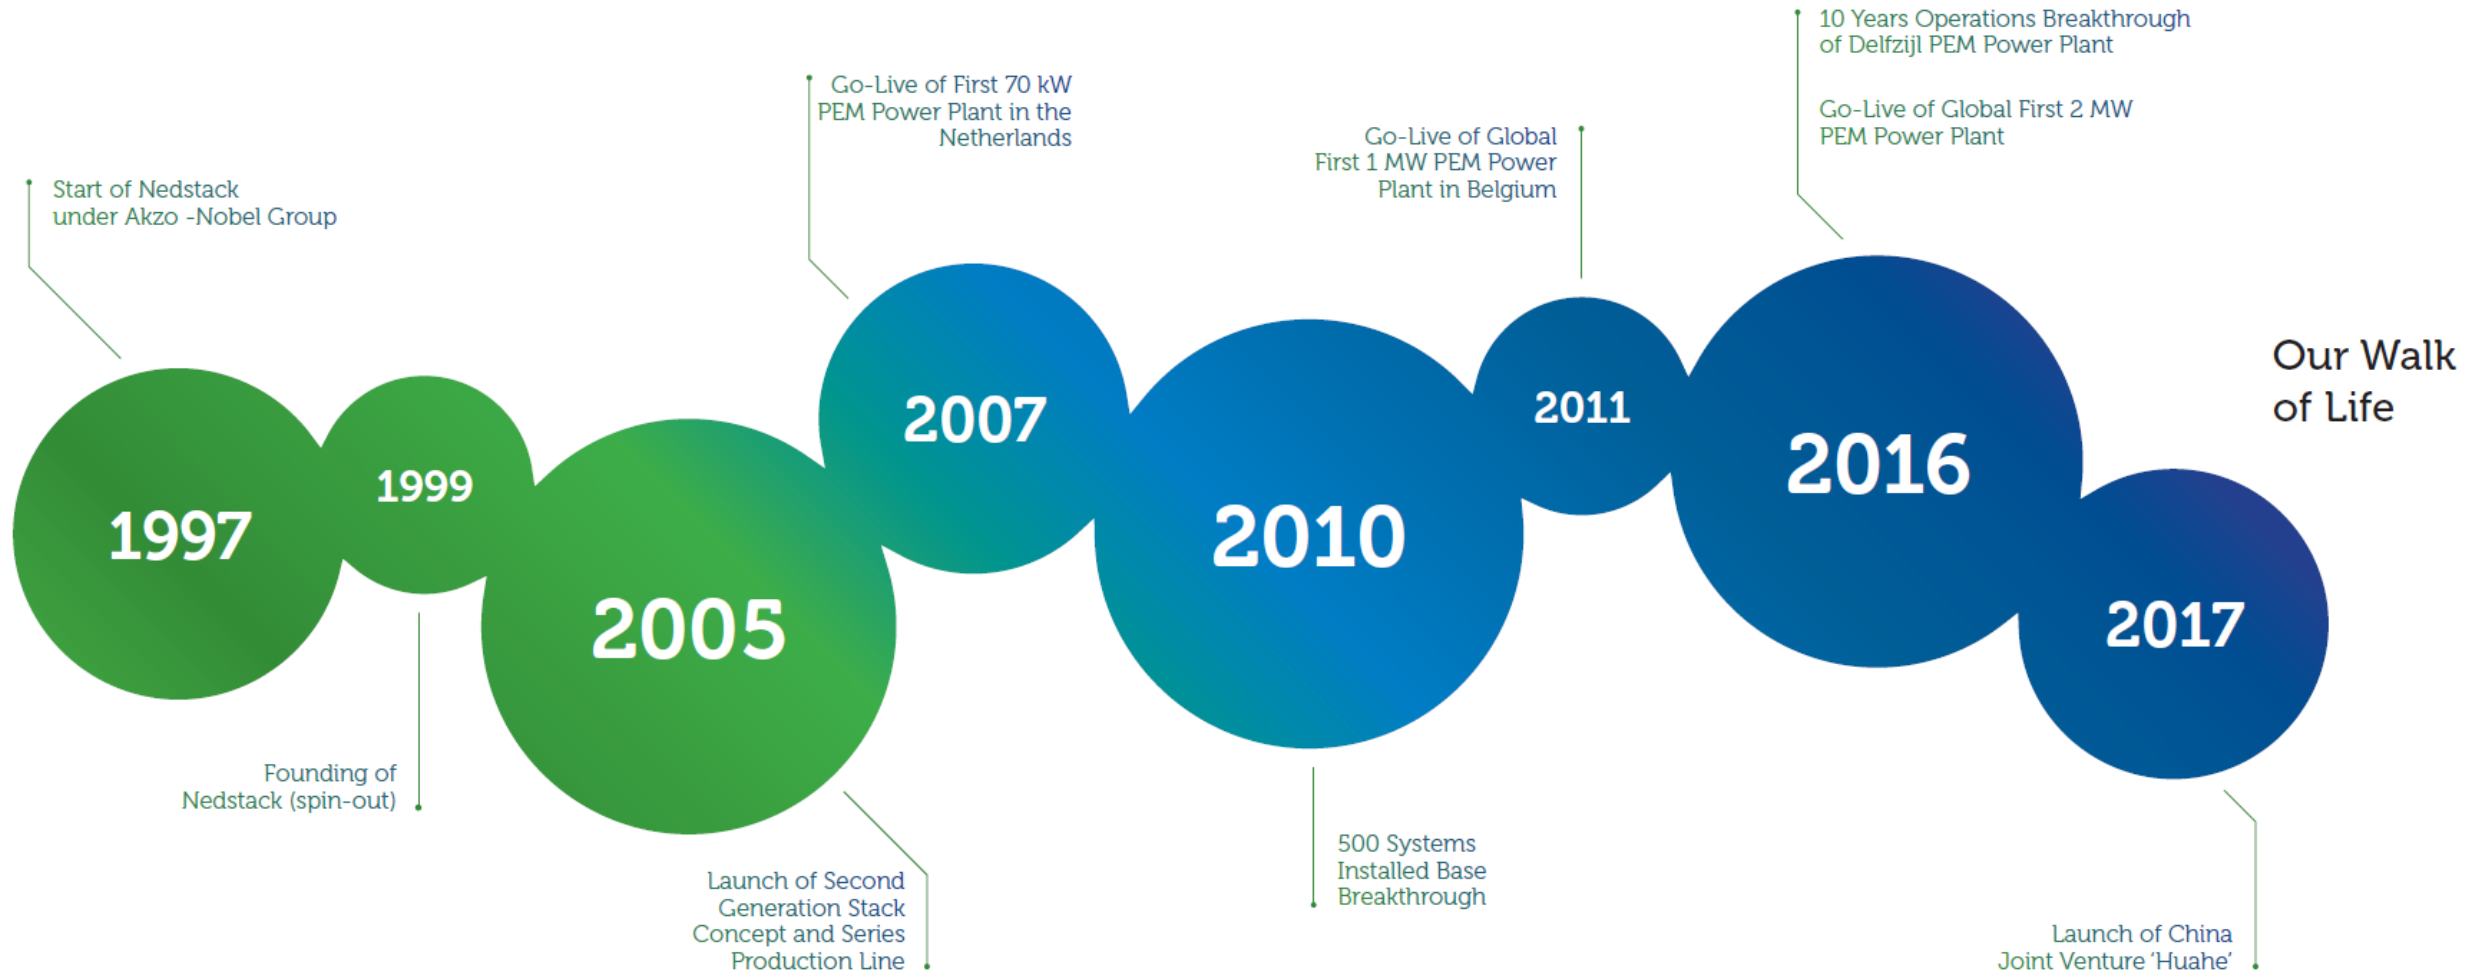 Start of Nedstack
under Akzo -Nobel Group
1997
1999
Founding of
Nedstack (spin-out)
2005
Launch of Second
Generation Stack
Concept and Series
Production Line
Go-Live of First 70 kW
PEM Power Plant in the
Netherlands
2007
2010
500 Systems
Installed Base
Breakthrough
Go-Live of Global
First 1 MW PEM Power
Plant in Belgium
2011
10 Years Operations Breakthrough
of Delfzijl PEM Power Plant
Go-Live of Global First 2 MW
PEM Power Plant
2016
2017
Launch of China
Joint Venture ‘Huahe’
Our Walk
of Life